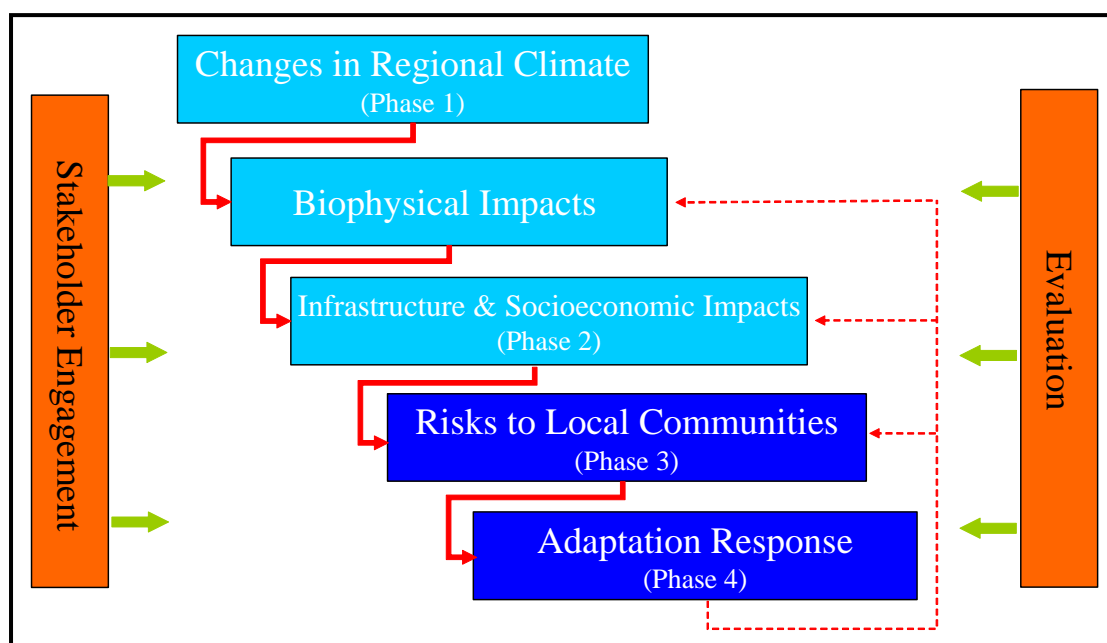 Changes in Regional Climate
(Phase 1)
Stakeholder Engagement
Biophysical Impacts
Infrastructure & Socioeconomic Impacts
(Phase 2)
Risks to Local Communities
(Phase 3)
Adaptation Response
(Phase 4)
Evaluation